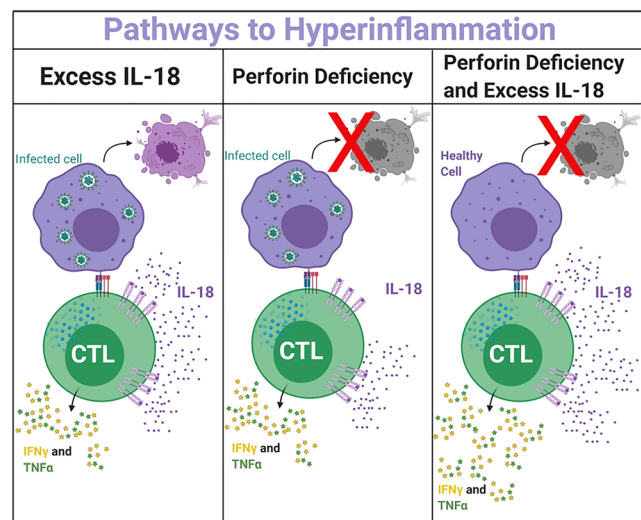 Pathways to Hyperinflammation
Excess IL-18
Perforin Deficiency
Perforin Deficiency
and Excess IL-18
Infected cell
IL-18
CTL
IFNγ and
TNFα
Infected cell
IL-18
CTL
IFNγ and
TNFα
Healthy
Cell
IL-18
CTL
IFNγ and
TNFα